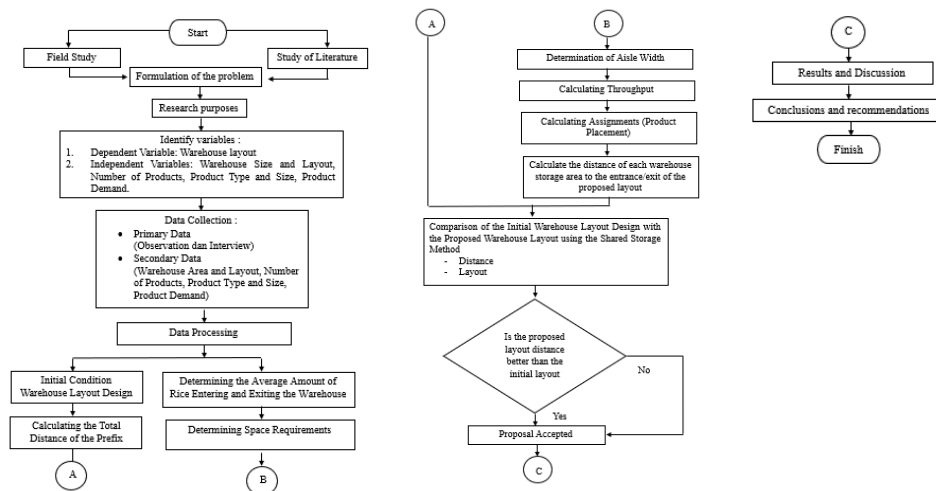 Start
Field Study
Study of Literature
Formulation of the problem
Research purposes
Identify variables :
1. Dependent Variable: Warehouse layout
2. Independent Variables: Warehouse Size and Layout,
Number of Products, Product Type and Size, Product
Demand.
Data Collection :
• Primary Data
(Observation dan Interview)
• Secondary Data
(Warehouse Area and Layout, Number
of Products, Product Type and Size,
Product Demand)
Data Processing
Initial Condition
Warehouse Layout Design
Calculating the Total
Distance of the Prefix
A
Determining the Average Amount of
Rice Entering and Exiting the Warehouse
Determining Space Requirements
B
A
B
Determination of Aisle Width
Calculating Throughput
Calculating Assignments (Product
Placement)
Calculate the distance of each warehouse
storage area to the entrance/exit of the
proposed layout
Comparison of the Initial Warehouse Layout Design with
the Proposed Warehouse Layout using the Shared Storage
Method
- Distance
- Layout
Is the proposed
layout distance
better than the
initial layout
No
Yes
Proposal Accepted
C
C
Results and Discussion
Conclusions and recommendations
Finish